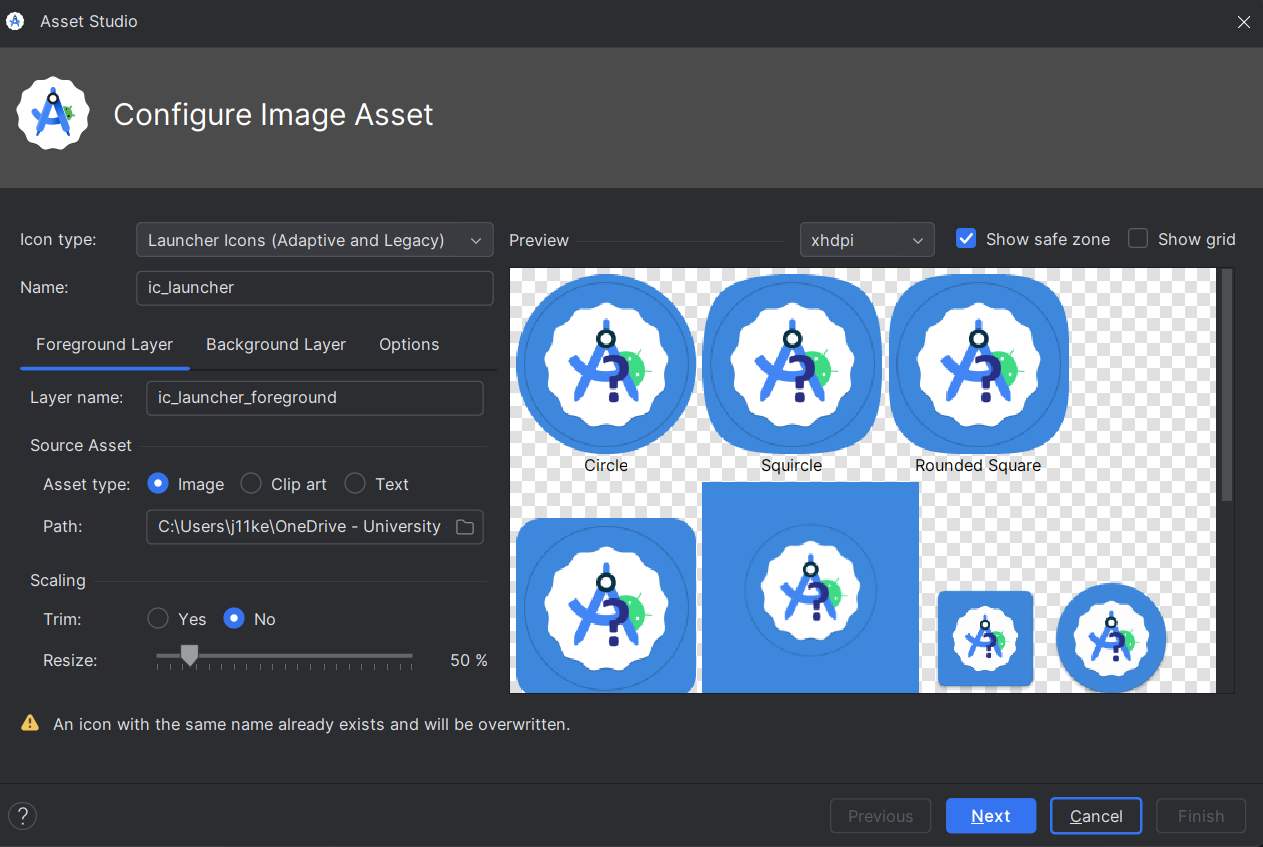 Asset Studio
Configure Image Asset
Icon type:
Launcher Icons (Adaptive and Legacy)
Name:
ic_launcher
Foreground Layer
Background Layer
Options
Layer name:
ic_launcher_foreground
Source Asset
Asset type:
Image
Clip art
Text
Path:
C:\Users\j11ke\OneDrive - University
Scaling
Trim:
Yes
No
Resize:
50 %
Preview
xhdpi
Show safe zone
Show grid
?
?
?
Circle
Squircle
Rounded Square
?
?
?
?
An icon with the same name already exists and will be overwritten.
?
Previous
Next
Cancel
Finish